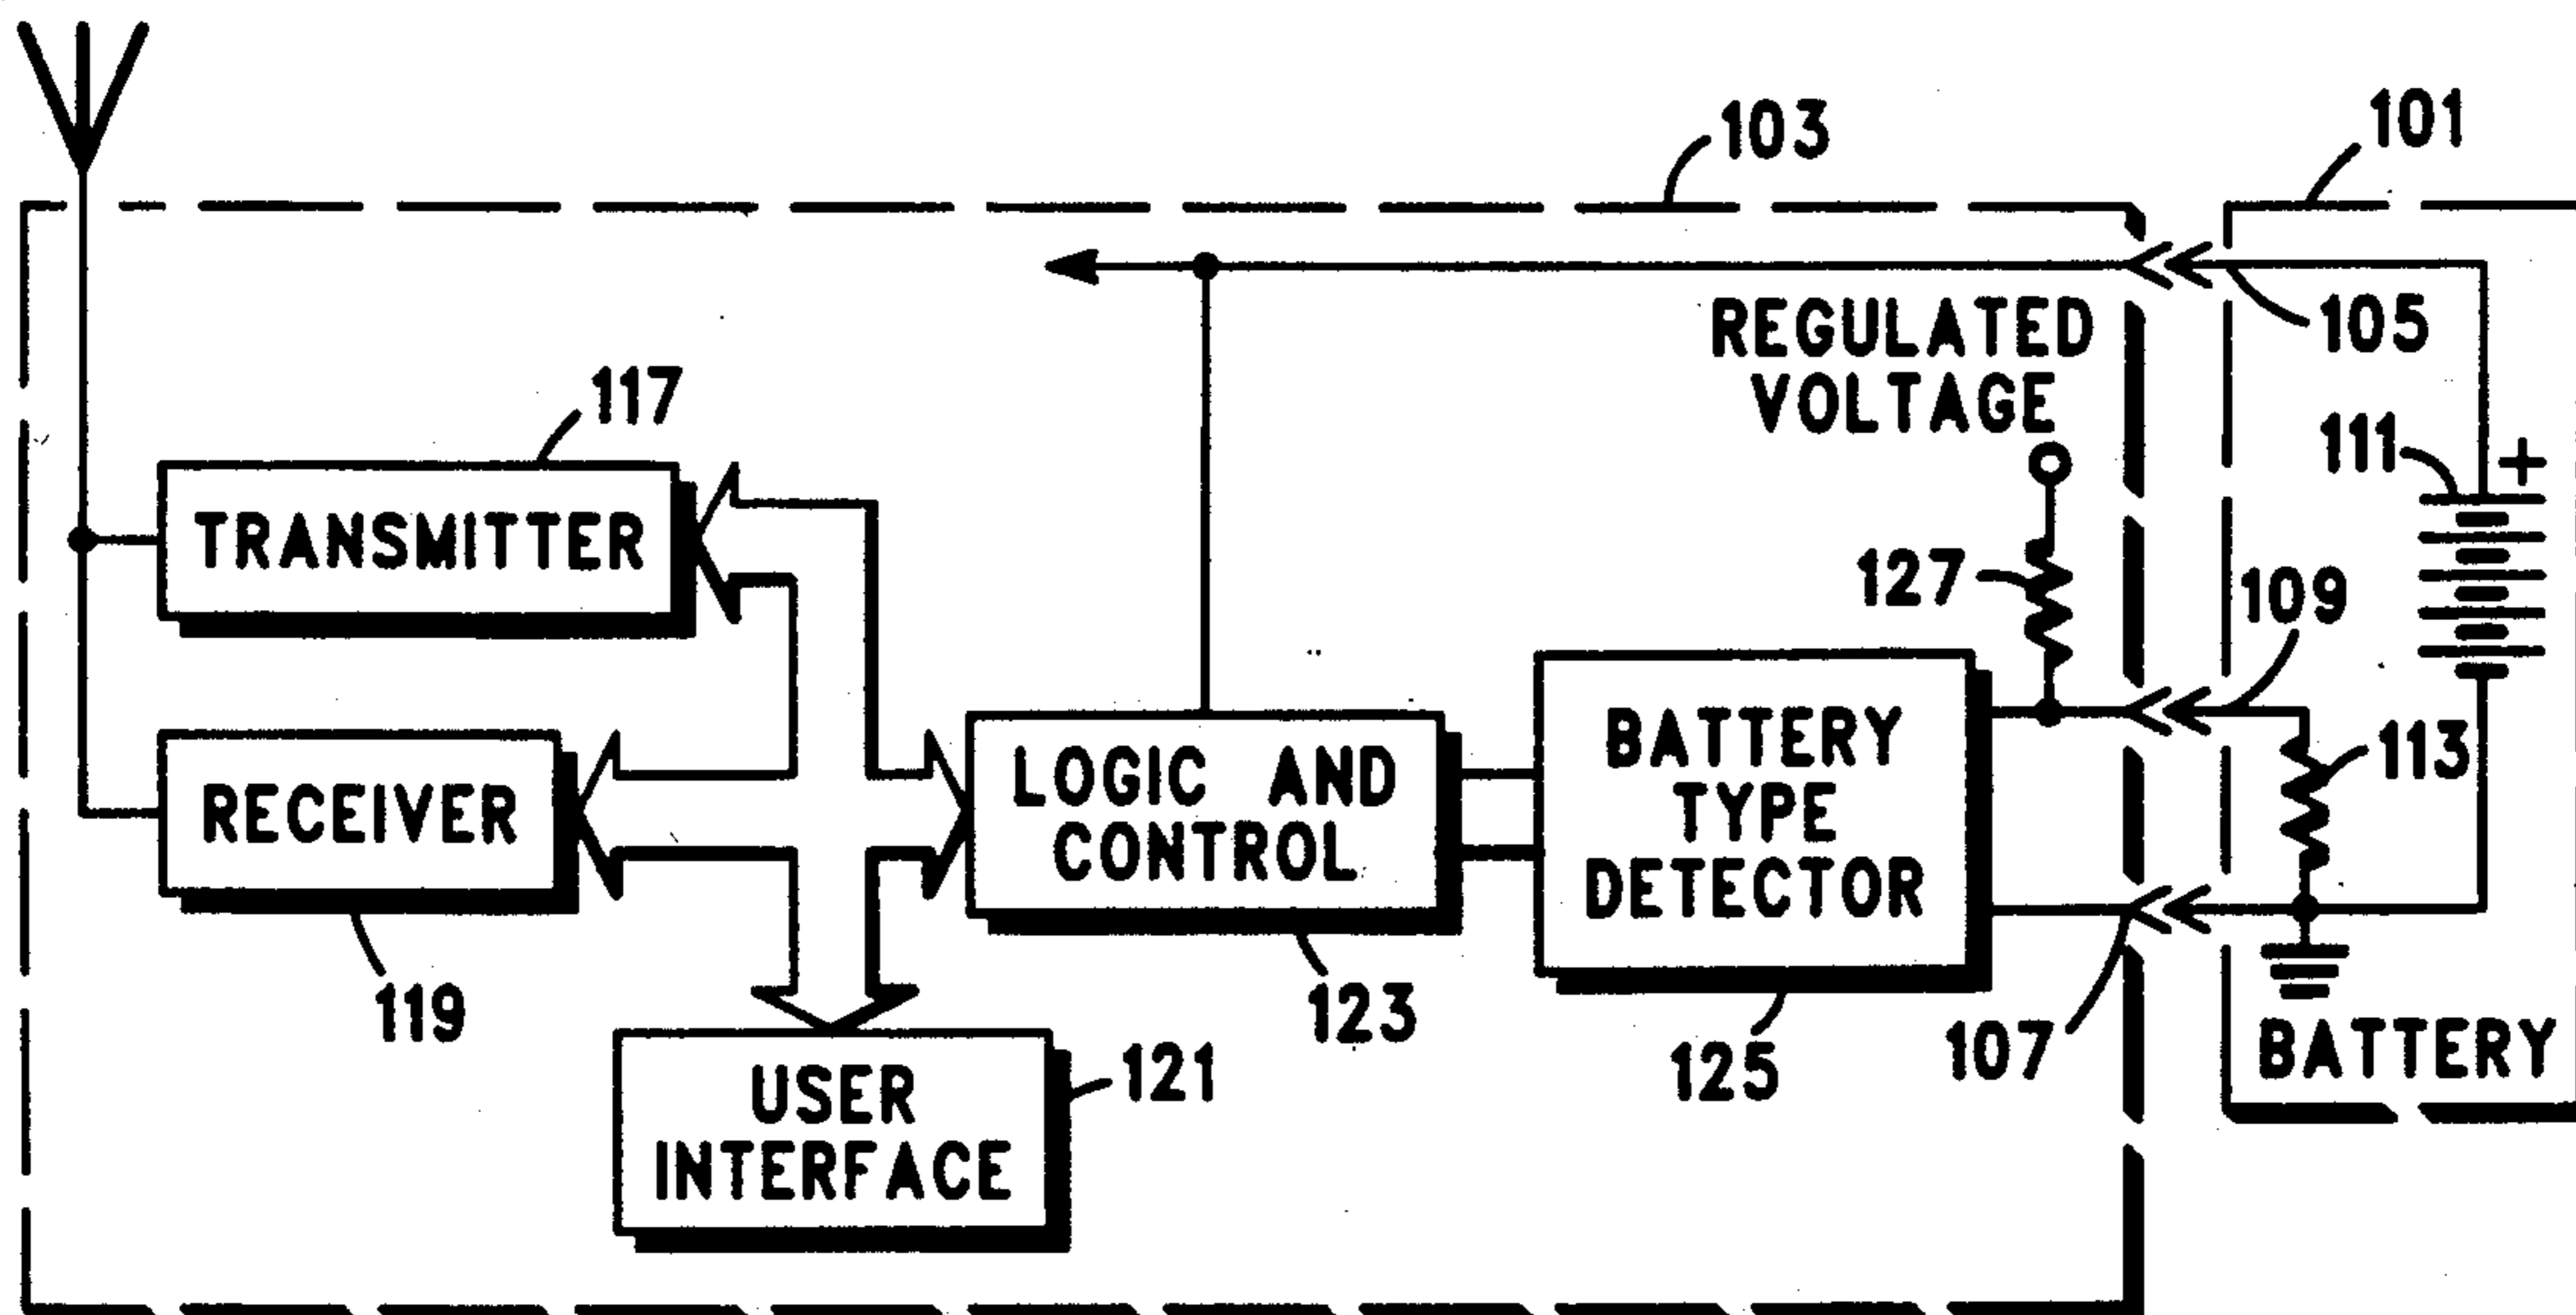 103
101
REGULATED
VOLTAGE
105
117
111
+
TRANSMITTER
127
109
RECEIVER
LOGIC AND
CONTROL
BATTERY
TYPE
DETECTOR
113
119
123
125
107
BATTERY
USER
INTERFACE
121